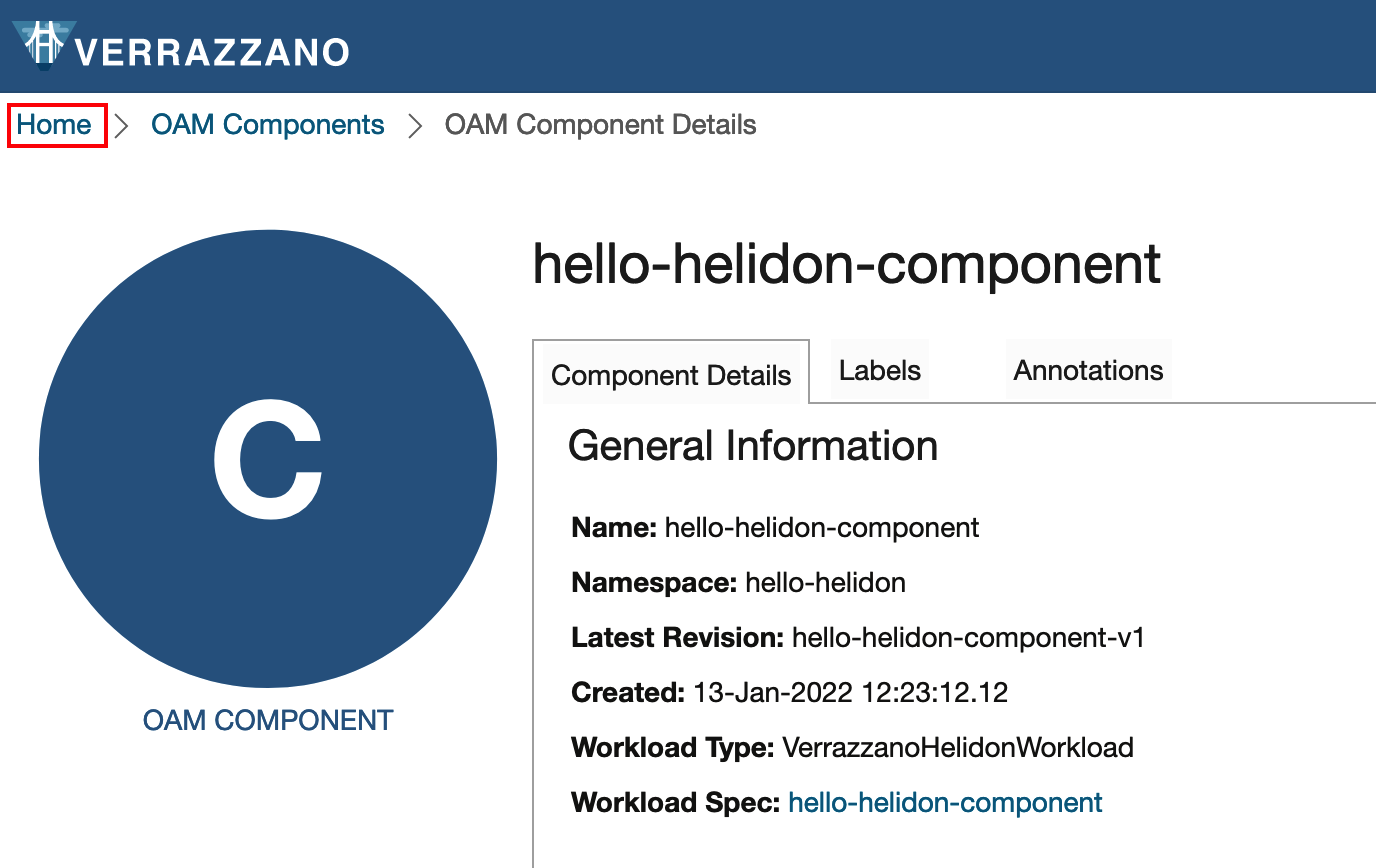 VERRAZZANO
Home > OAM Components > OAM Component Details
hello-helidon-component
Component Details Labels Annotations
General Information
C
Name: hello-helidon-component
Namespace: hello-helidon
Latest Revision: hello-helidon-component-v1
Created: 13-Jan-2022 12:23:12.12
OAM COMPONENT
Workload Type: VerrazzanoHelidonWorkload
Workload Spec: hello-helidon-component